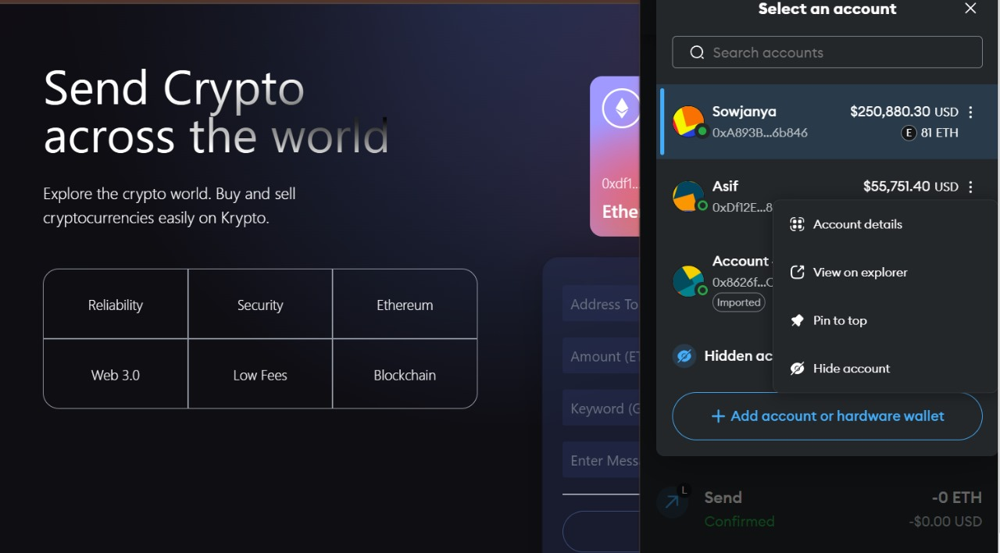 Send Crypto
across the world
Explore the crypto world. Buy and sell
cryptocurrencies easily on Krypto.
Reliability
Security
Ethereum
Web 3.0
Low Fees
Blockchain
0xdf1...
Ethe
Address To
Amount (ET
Keyword (G
Enter Mess
Select an account
Search accounts
Sowjanya
$250,880.30 USD
0xA893B...6b846
E 81 ETH
Asif
$55,751.40 USD
0xDf12E...8
Account
0x8626f...C
Imported
Hidden ac
Account details
View on explorer
Pin to top
Hide account
+ Add account or hardware wallet
L
Send
-0 ETH
Confirmed
-$0.00 USD